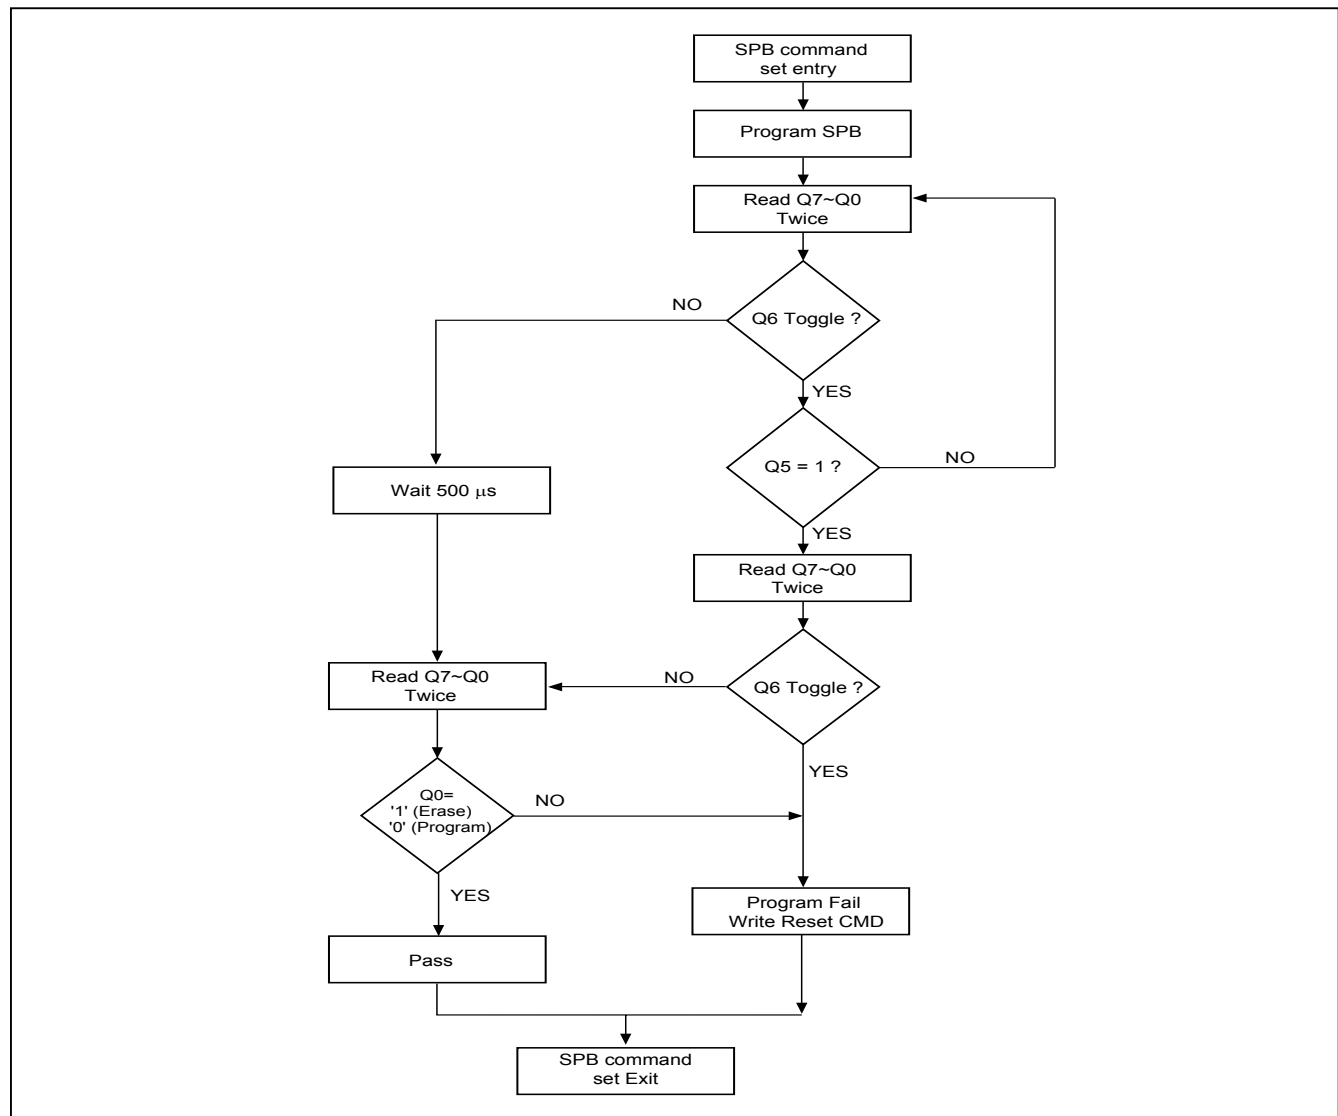 SPB command
set entry
Program SPB
Read Q7~Q0
Twice
NO
Q6 Toggle ?
YES
Q5 = 1 ?
NO
Wait 500 µs
YES
Read Q7~Q0
Twice
Read Q7~Q0
Twice
NO
Q6 Toggle ?
YES
Q0=
'1' (Erase)
'0' (Program)
NO
YES
Program Fail
Write Reset CMD
Pass
SPB command
set Exit